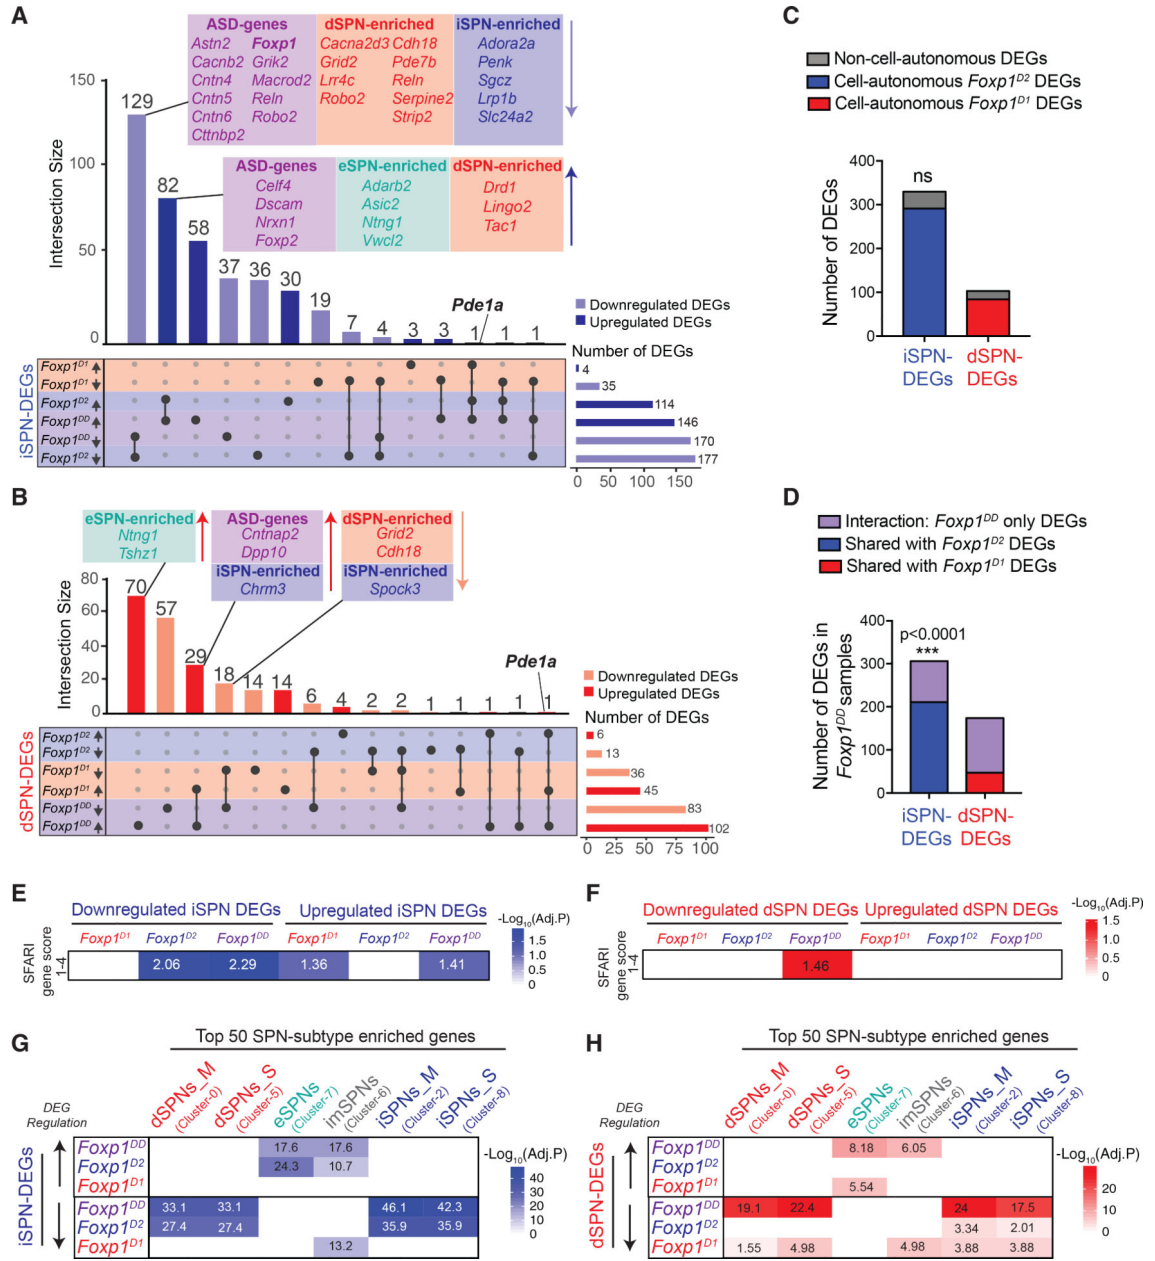 A
ASD-genes dSPN-enriched iSPN-enriched
Astn2 Foxp1 Cacna2d3 Cdh18 Adora2a
Cacnb2 Grik2 Grid2 Pde7b Penk
Cntn4 Macrod2 Lrr4c Reln Sgcz
Cntn5 Reln Robo2 Serpine2 Lrp1b
Cntn6 Robo2 Strip2 Slc24a2
Cttnbp2
ASD-genes eSPN-enriched dSPN-enriched
Celf4 Adarb2 Drd1
Dscam Asic2 Lingo2
Nrxn1 Ntng1 Tac1
Foxp2 Vwcl2
Intersection Size
150
100
50
0
129 82 58 37 36 30 19 7 4 3 3 1 1 1
Pde1a
Downregulated DEGs
Upregulated DEGs
Number of DEGs
iSPN-DEGs
Foxp1D1 4
Foxp1D1 35
Foxp1D2 114
Foxp1DD 146
Foxp1DD 170
Foxp1D2 177
0 50 100 150
B
eSPN-enriched ASD-genes dSPN-enriched
Ntng1 Cntnap2 Grid2
Tshz1 Dpp10 Cdh18
iSPN-enriched iSPN-enriched
Chrm3 Spock3
Intersection Size
80
60
40
20
0
70 57 29 18 14 14 6 4 2 2 1 1 1 1 1
Pde1a
Downregulated DEGs
Upregulated DEGs
Number of DEGs
dSPN-DEGs
Foxp1D2 6
Foxp1D2 13
Foxp1D1 36
Foxp1D1 45
Foxp1DD 83
Foxp1DD 102
0 25 50 75 100
C
Non-cell-autonomous DEGs
Cell-autonomous Foxp1D2 DEGs
Cell-autonomous Foxp1D1 DEGs
Number of DEGs
400
300
200
100
0
ns
iSPN-DEGs dSPN-DEGs
D
Interaction: Foxp1DD only DEGs
Shared with Foxp1D2 DEGs
Shared with Foxp1D1 DEGs
Number of DEGs in
Foxp1DD samples
400
300
200
100
0
p<0.0001
***
iSPN-DEGs dSPN-DEGs
E
Downregulated iSPN DEGs Upregulated iSPN DEGs
Foxp1D1 Foxp1D2 Foxp1DD Foxp1D1 Foxp1D2 Foxp1DD
SFARI
gene score
1-4
2.06 2.29 1.36 1.41
-Log10(Adj.P)
1.5
1.0
0.5
0
F
Downregulated dSPN DEGs Upregulated dSPN DEGs
Foxp1D1 Foxp1D2 Foxp1DD Foxp1D1 Foxp1D2 Foxp1DD
SFARI
gene score
1-4
1.46
-Log10(Adj.P)
1.5
1.0
0.5
0
G
Top 50 SPN-subtype enriched genes
dSPNs_M (Cluster-0)
dSPNs_S (Cluster-5)
eSPNs (Cluster-7)
imSPNs (Cluster-6)
iSPNs_M (Cluster-2)
iSPNs_S (Cluster-8)
DEG
Regulation
iSPN-DEGs
Foxp1DD 17.6 17.6
Foxp1D2 24.3 10.7
Foxp1D1
Foxp1DD 33.1 33.1 46.1 42.3
Foxp1D2 27.4 27.4 35.9 35.9
Foxp1D1 13.2
-Log10(Adj.P)
40
30
20
10
0
H
Top 50 SPN-subtype enriched genes
dSPNs_M (Cluster-0)
dSPNs_S (Cluster-5)
eSPNs (Cluster-7)
imSPNs (Cluster-6)
iSPNs_M (Cluster-2)
iSPNs_S (Cluster-8)
DEG
Regulation
dSPN-DEGs
Foxp1DD 8.18 6.05
Foxp1D2
Foxp1D1 5.54
Foxp1DD 19.1 22.4 24 17.5
Foxp1D2 3.34 2.01
Foxp1D1 1.55 4.98 4.98 3.88 3.88
-Log10(Adj.P)
20
10
0